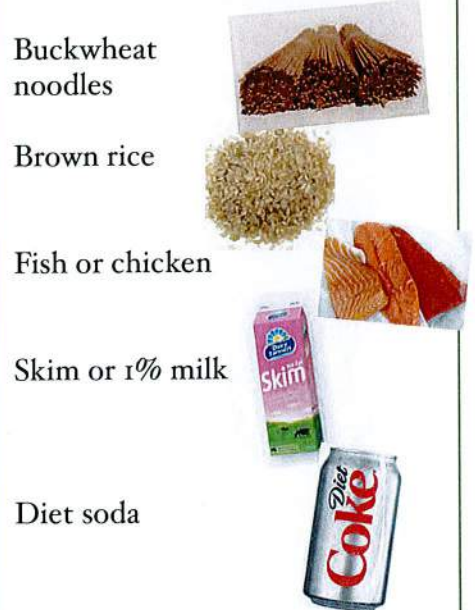 Buckwheat
noodles
Brown rice
Fish or chicken
Skim or 1% milk
Skim
Diet soda
Diet
Coke